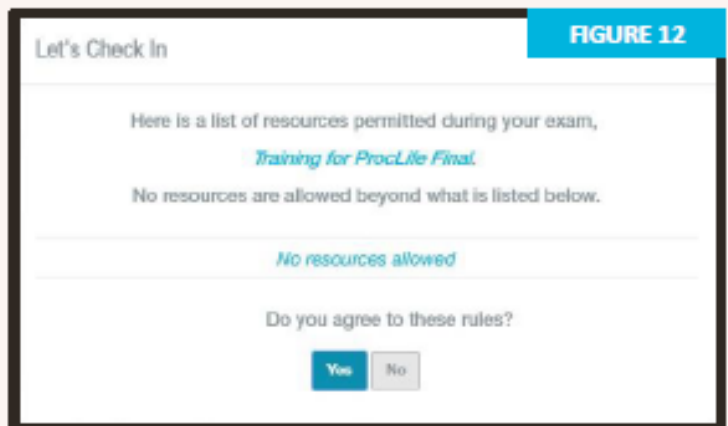 FIGURE 12
Let's Check In
Here is a list of resources permitted during your exam,
Training for ProcLife Final.
No resources are allowed beyond what is listed below.
No resources allowed
Do you agree to these rules?
Yes
No